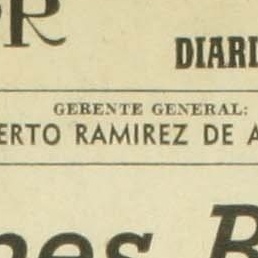 R
DIARI
GERENTE GENERAL:
ERTO RAMIREZ DE A
nes B